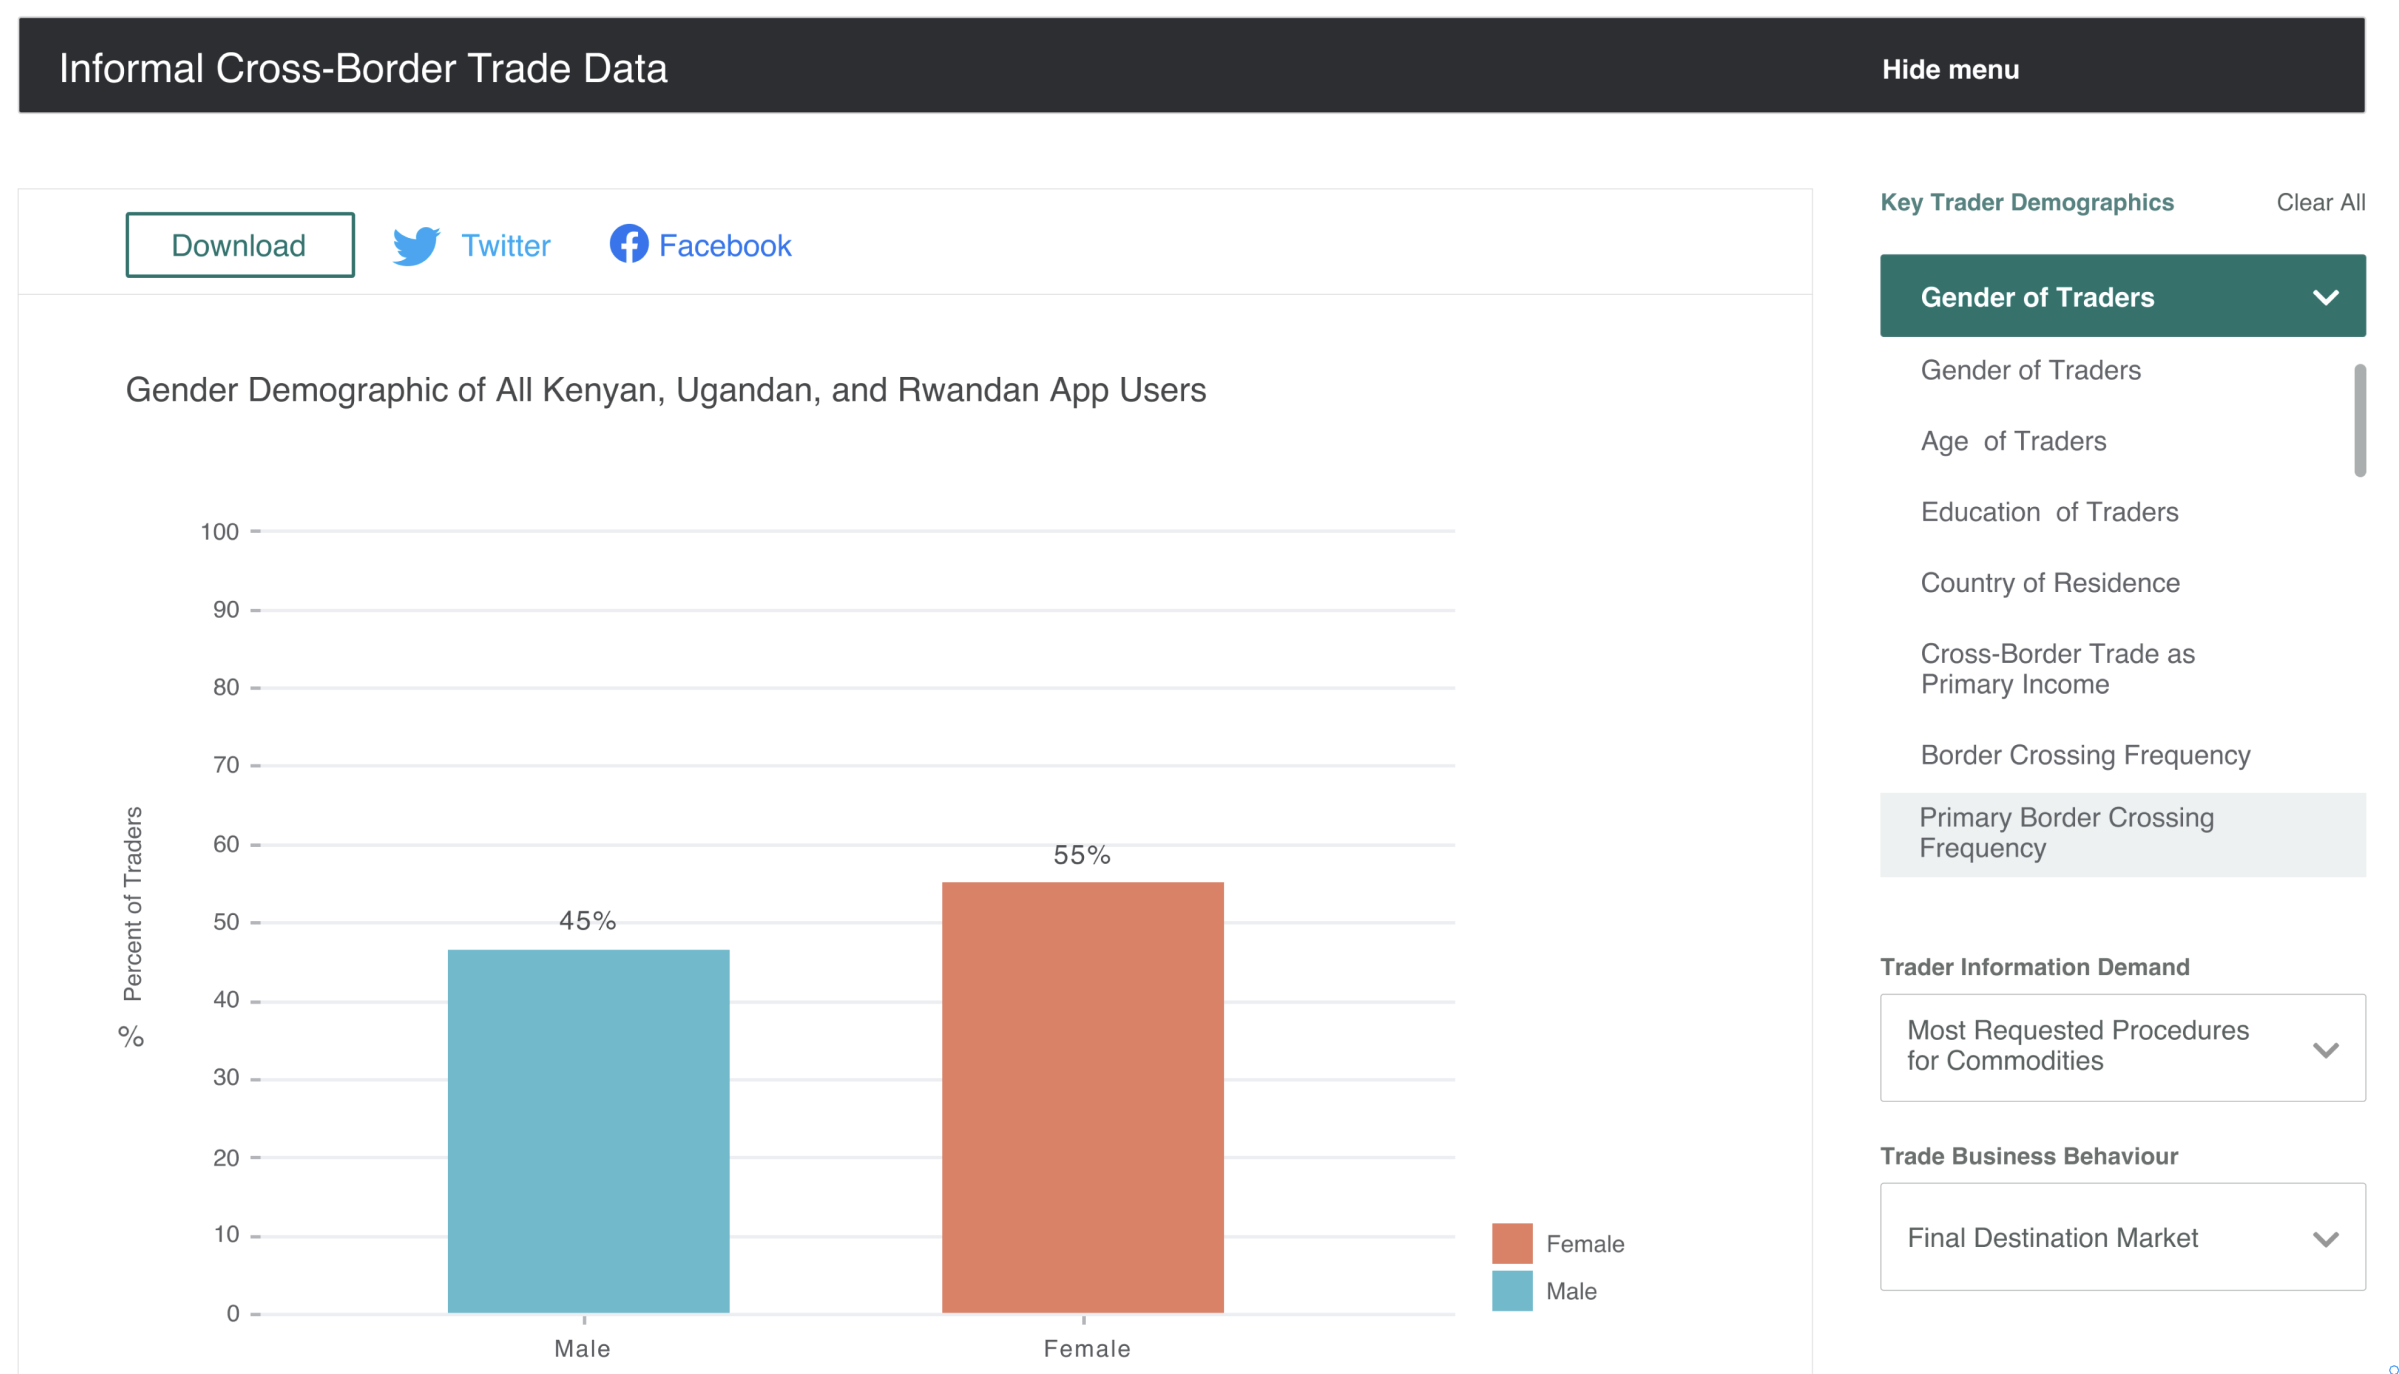 Informal Cross-Border Trade Data
Hide menu
Download
Twitter
Facebook
Gender Demographic of All Kenyan, Ugandan, and Rwandan App Users
100
90
80
70
60
50
40
30
20
10
0
% Percent of Traders
45%
55%
Male
Female
Female
Male
Key Trader Demographics
Clear All
Gender of Traders
Gender of Traders
Age of Traders
Education of Traders
Country of Residence
Cross-Border Trade as
Primary Income
Border Crossing Frequency
Primary Border Crossing
Frequency
Trader Information Demand
Most Requested Procedures
for Commodities
Trade Business Behaviour
Final Destination Market